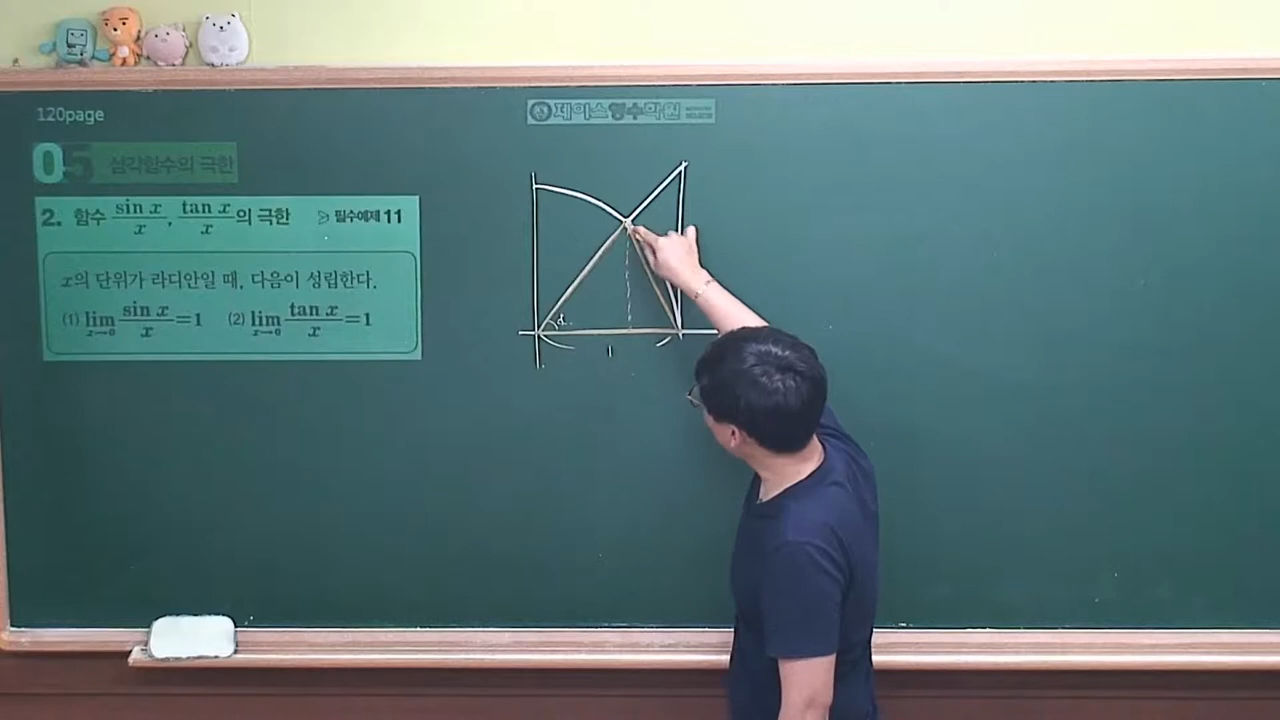 120page
제이스영수학원
05 삼각함수의 극한
2. 함수 sin x/x, tan x/x의 극한 ≫ 필수예제 11
x의 단위가 라디안일 때, 다음이 성립한다.
(1) lim x→0 sin x/x=1 (2) lim x→0 tan x/x=1
1